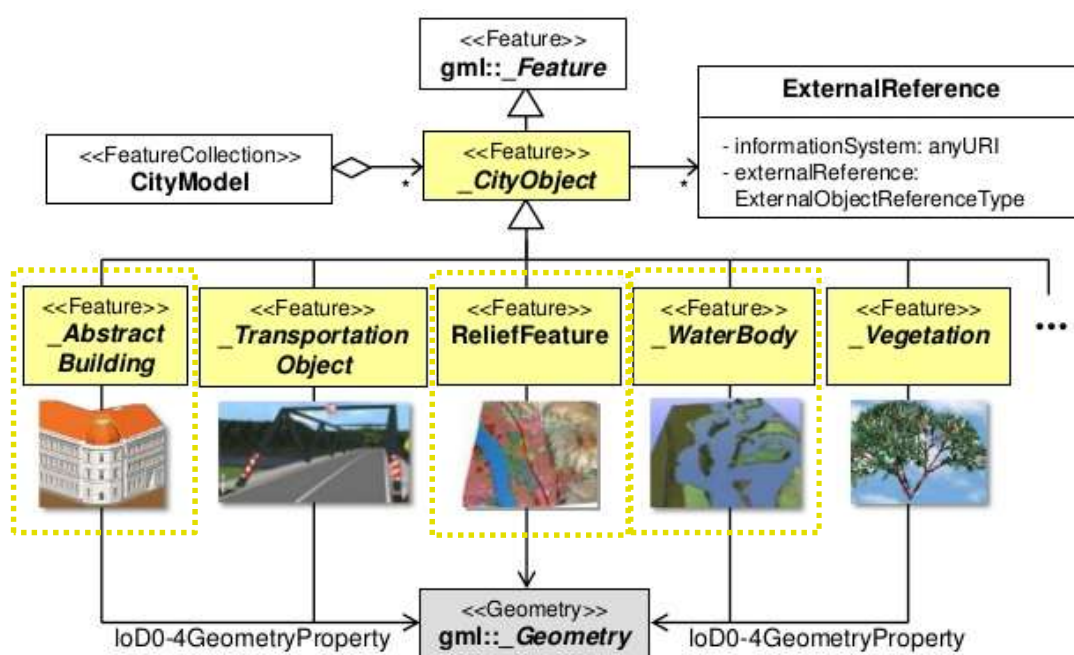 <<Feature>>
gml::_Feature
ExternalReference
- informationSystem: anyURI
- externalReference:
ExternalObjectReferenceType
<<FeatureCollection>>
CityModel
*
<<Feature>>
_CityObject
*
<<Feature>>
_Abstract
Building
<<Feature>>
_Transportation
Object
<<Feature>>
ReliefFeature
<<Feature>>
_WaterBody
<<Feature>>
_Vegetation
...
loD0-4GeometryProperty
<<Geometry>>
gml::_Geometry
loD0-4GeometryProperty